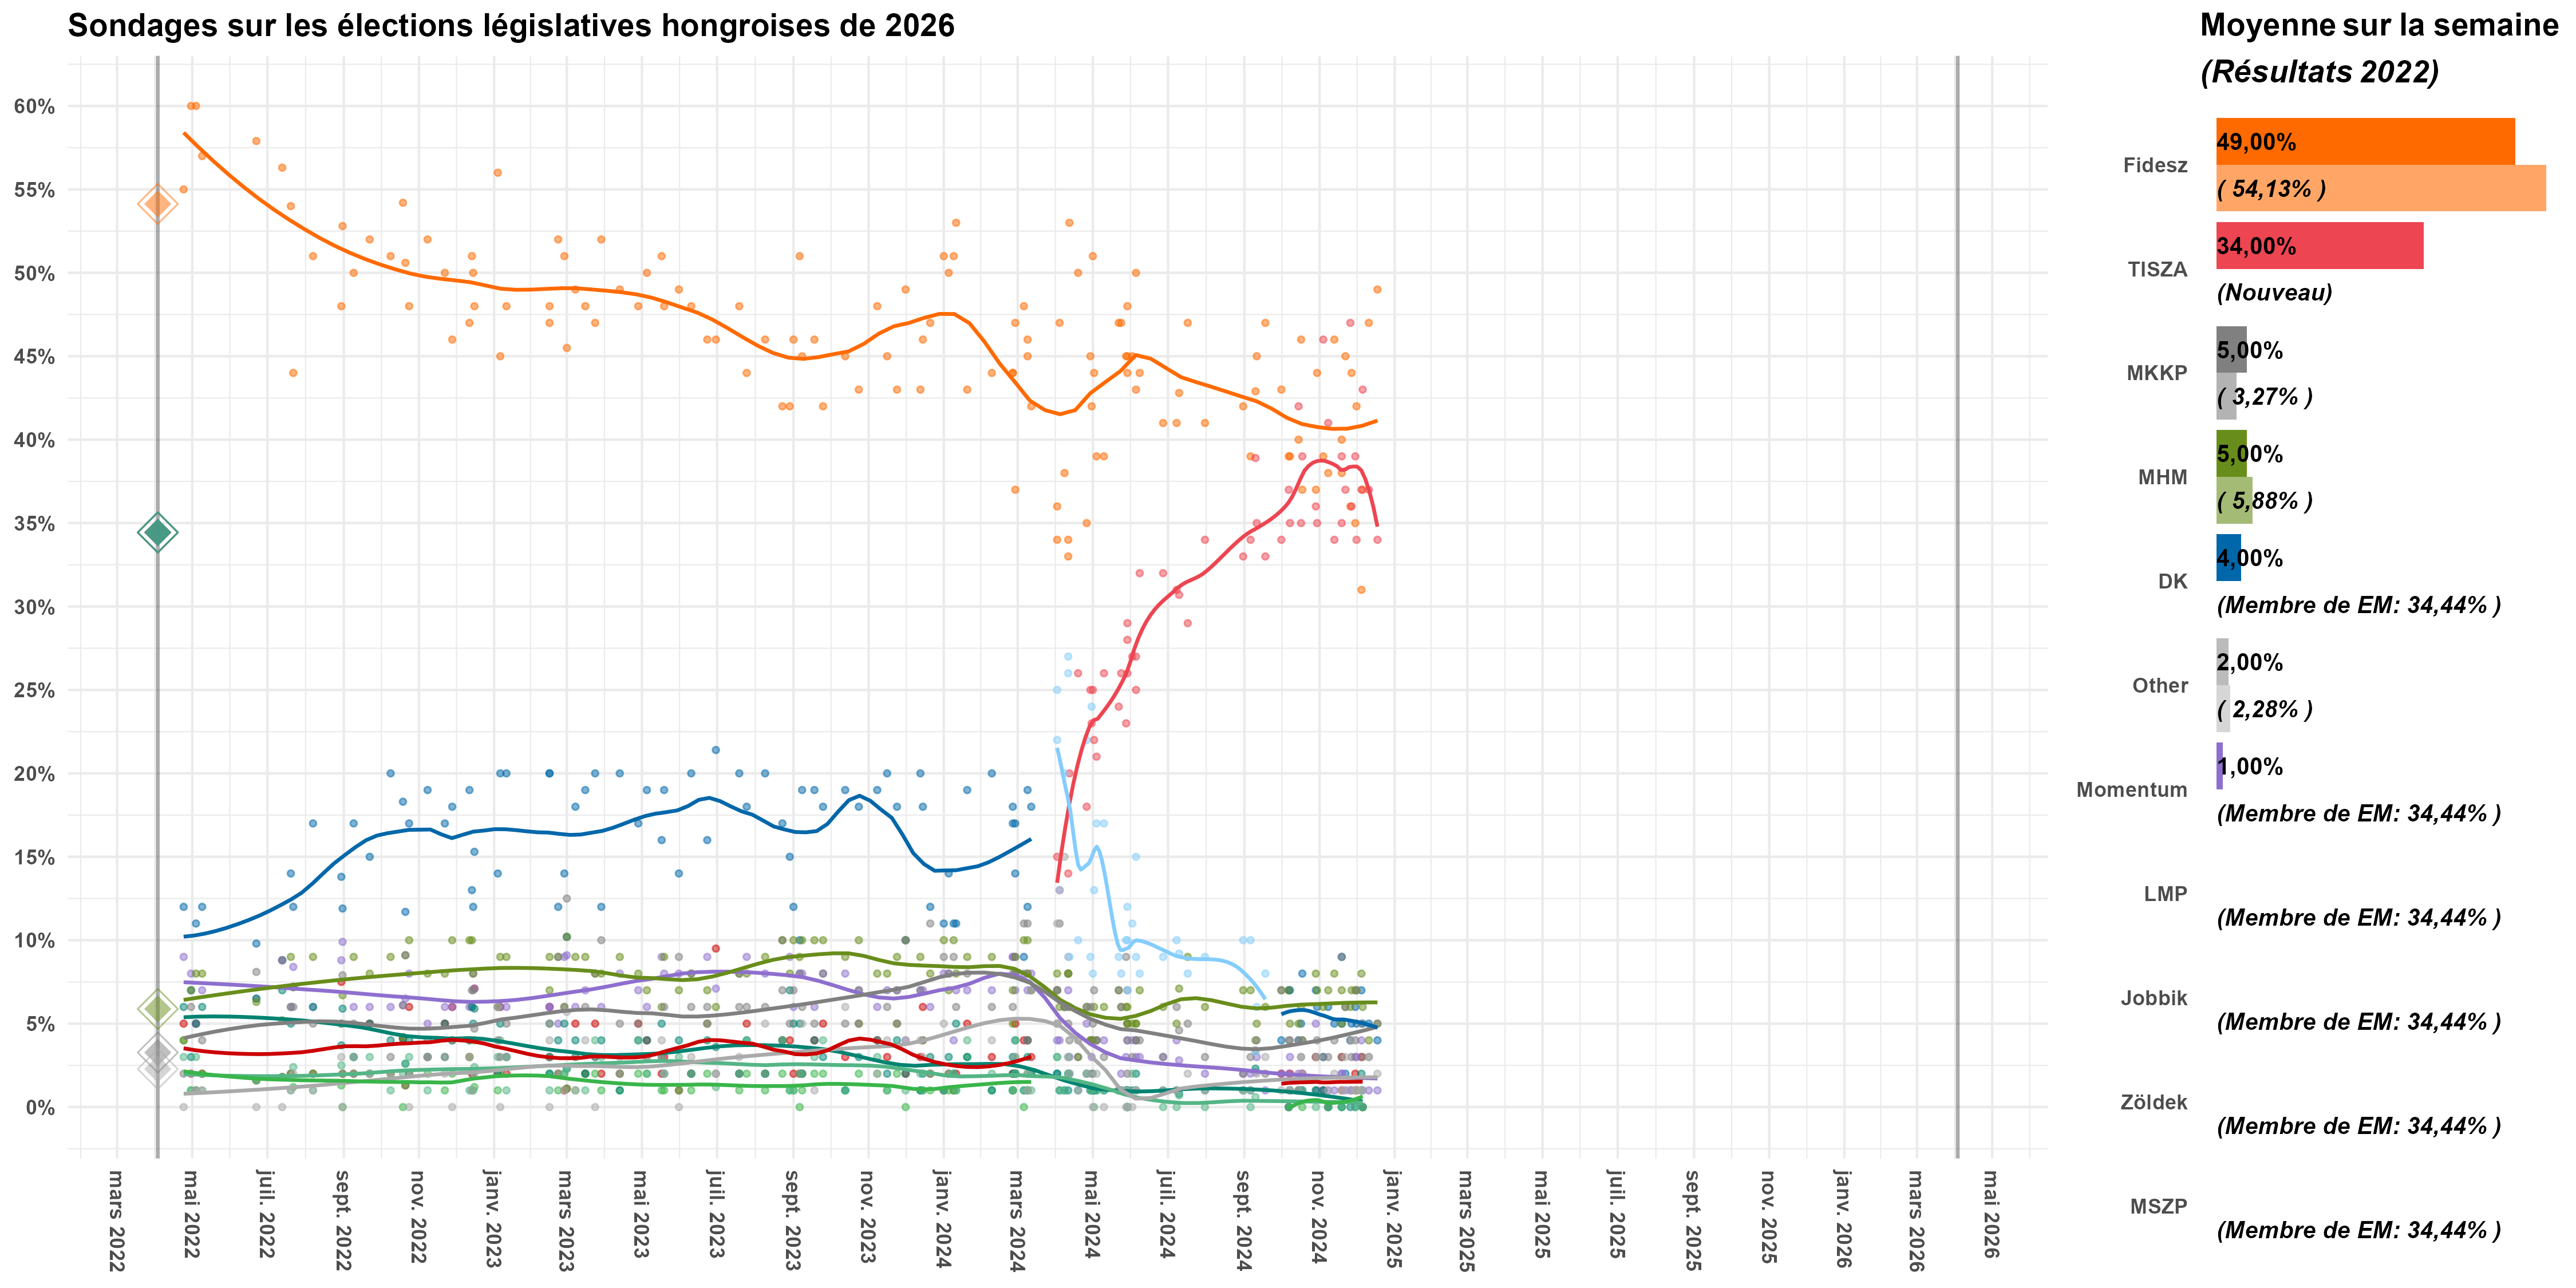 Sondages sur les élections législatives hongroises de 2026
60%
55%
50%
45%
40%
35%
30%
25%
20%
15%
10%
5%
0%
mars 2022
mai 2022
juil. 2022
sept. 2022
nov. 2022
janv. 2023
mars 2023
mai 2023
juil. 2023
sept. 2023
nov. 2023
janv. 2024
mars 2024
mai 2024
juil. 2024
sept. 2024
nov. 2024
janv. 2025
mars 2025
mai 2025
juil. 2025
sept. 2025
nov. 2025
janv. 2026
mars 2026
mai 2026
Moyenne sur la semaine
(Résultats 2022)
Fidesz
49,00%
( 54,13% )
TISZA
34,00%
(Nouveau)
MKKP
5,00%
( 3,27% )
MHM
5,00%
( 5,88% )
DK
4,00%
(Membre de EM: 34,44% )
Other
2,00%
( 2,28% )
Momentum
1,00%
(Membre de EM: 34,44% )
LMP
(Membre de EM: 34,44% )
Jobbik
(Membre de EM: 34,44% )
Zöldek
(Membre de EM: 34,44% )
MSZP
(Membre de EM: 34,44% )